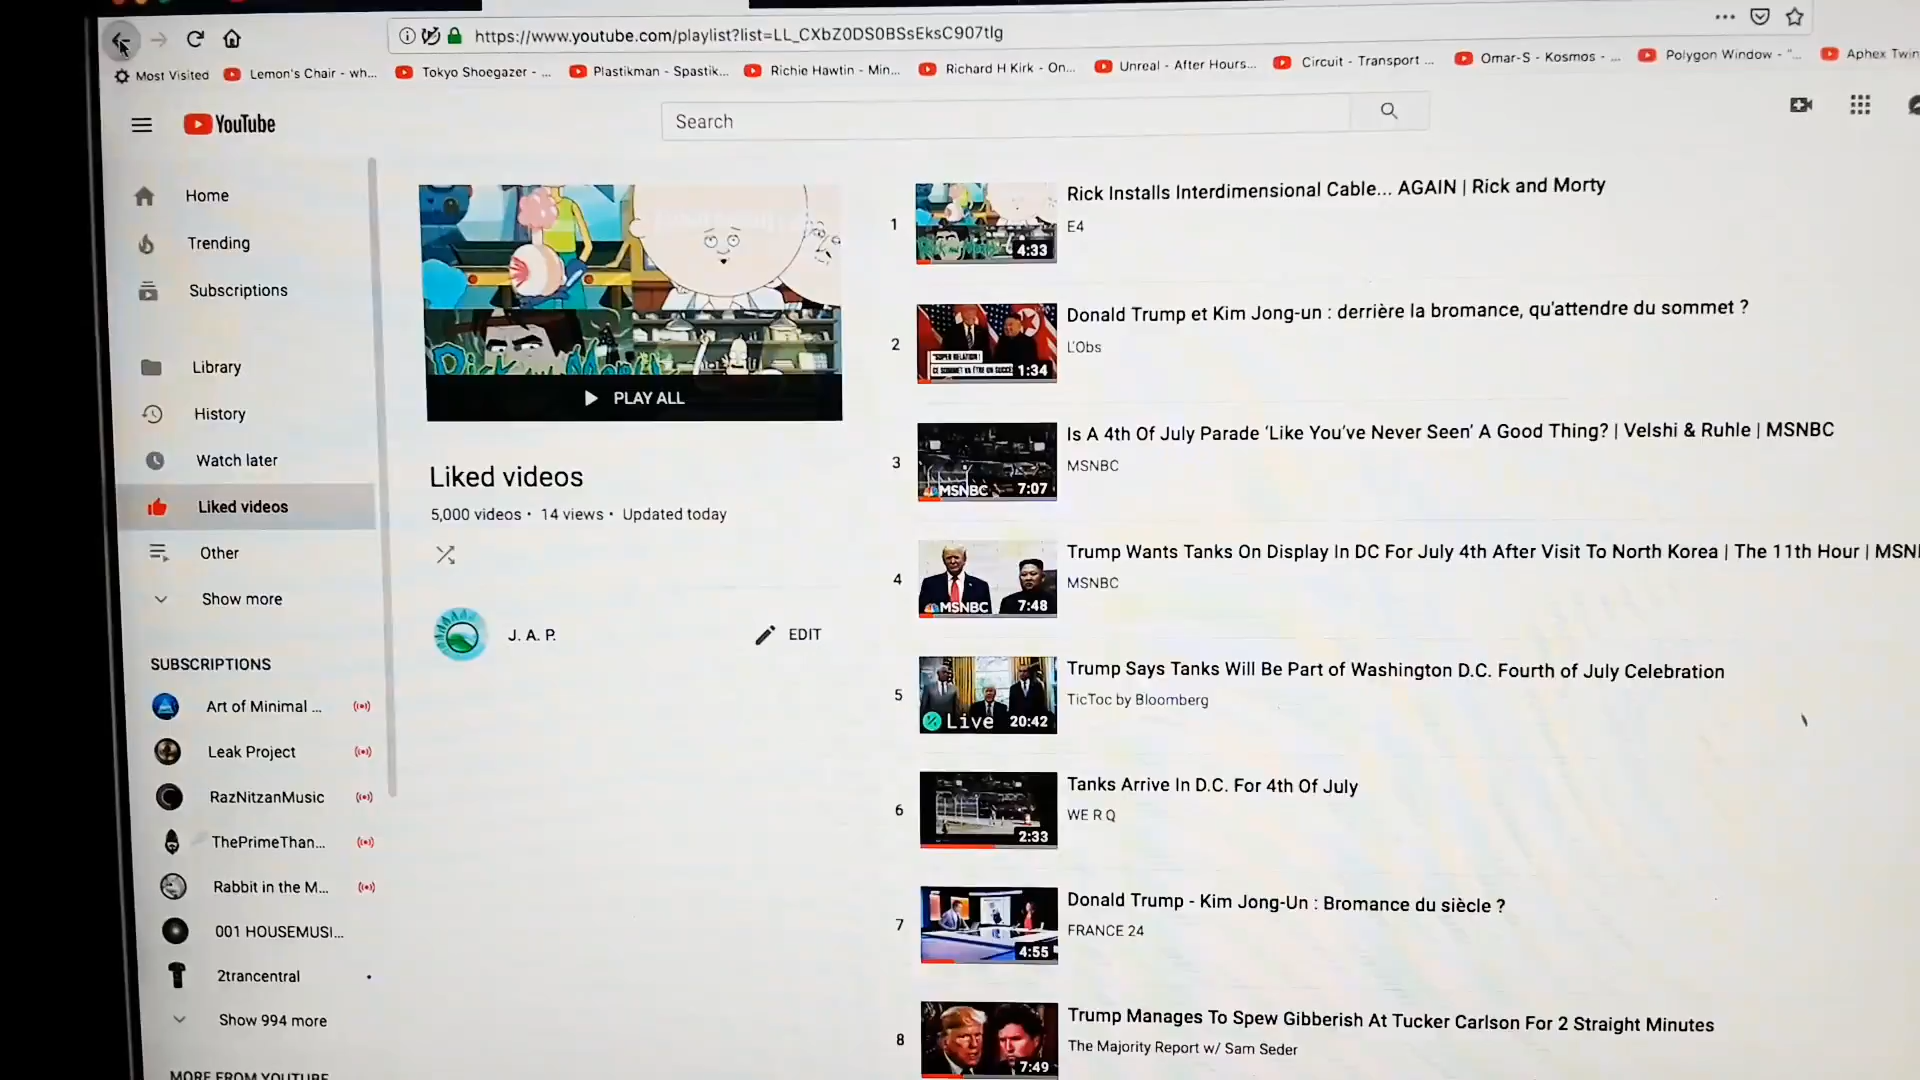 https://www.youtube.com/playlist?list=LL_CXbZ0DS0BSsEksC907tlg
Most Visited
Lemon's Chair - wh...
Tokyo Shoegazer - ...
Plastikman - Spastik...
Richie Hawtin - Min...
Richard H Kirk - On...
Unreal - After Hours...
Circuit - Transport ...
Omar-S - Kosmos - ...
Polygon Window - "...
Aphex Twin
YouTube
Search
Home
Trending
Subscriptions
Library
History
Watch later
Liked videos
Other
Show more
SUBSCRIPTIONS
Art of Minimal ...
Leak Project
RazNitzanMusic
ThePrimeThan...
Rabbit in the M...
001 HOUSEMUSI...
2trancentral
Show 994 more
MORE FROM YOUTUBE
PLAY ALL
Liked videos
5,000 videos • 14 views • Updated today
J. A. P.
EDIT
1
4:33
Rick Installs Interdimensional Cable... AGAIN | Rick and Morty
E4
2
1:34
Donald Trump et Kim Jong-un : derrière la bromance, qu'attendre du sommet ?
L'Obs
3
MSNBC
7:07
Is A 4th Of July Parade ‘Like You’ve Never Seen’ A Good Thing? | Velshi & Ruhle | MSNBC
MSNBC
4
MSNBC
7:48
Trump Wants Tanks On Display In DC For July 4th After Visit To North Korea | The 11th Hour | MSN
MSNBC
5
Live
20:42
Trump Says Tanks Will Be Part of Washington D.C. Fourth of July Celebration
TicToc by Bloomberg
6
2:33
Tanks Arrive In D.C. For 4th Of July
WE R Q
7
4:55
Donald Trump - Kim Jong-Un : Bromance du siècle ?
FRANCE 24
8
7:49
Trump Manages To Spew Gibberish At Tucker Carlson For 2 Straight Minutes
The Majority Report w/ Sam Seder